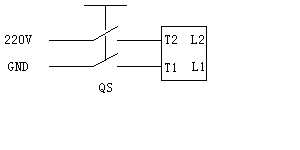 220V T2 L2
GND T1 L1
QS